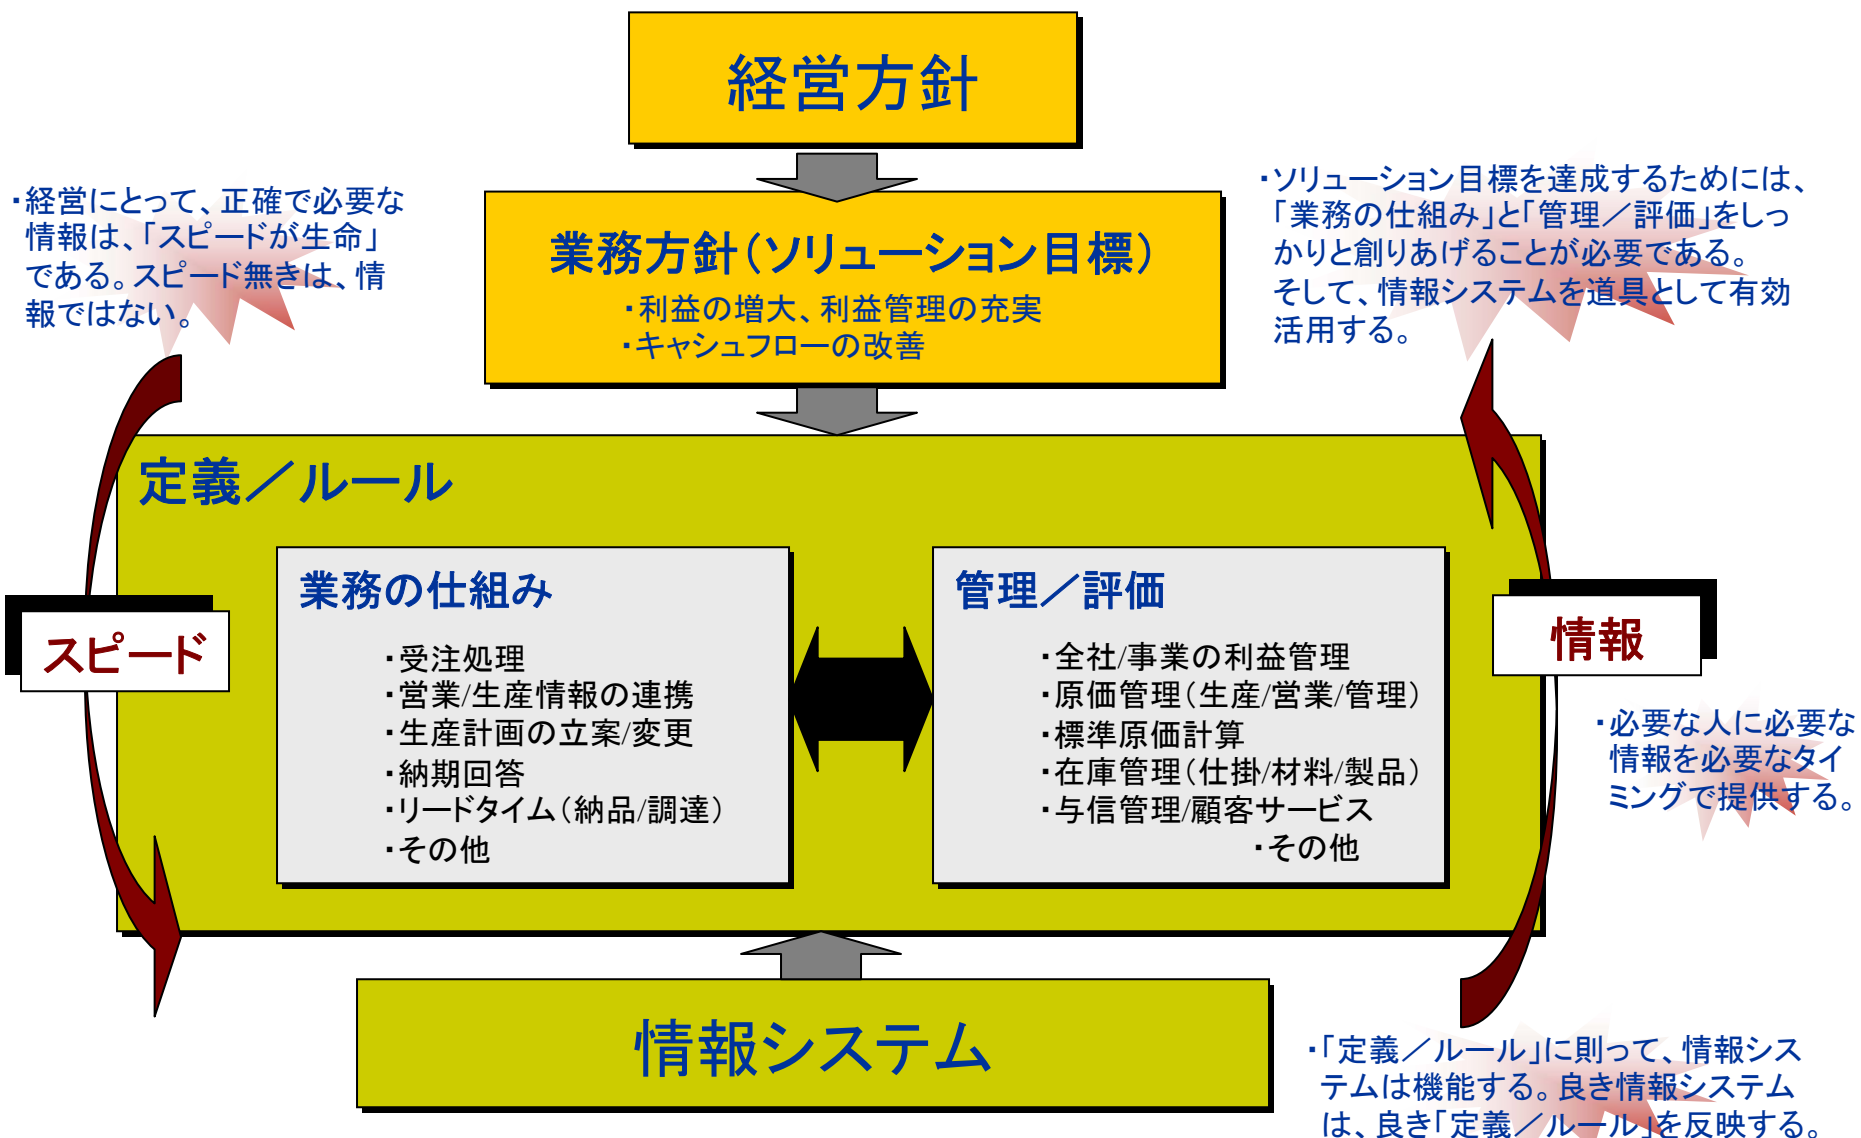 経営方針
・経営にとって、正確で必要な
情報は、「スピードが生命」
である。スピード無きは、情
報ではない。
業務方針(ソリューション目標)
・利益の増大、利益管理の充実
・キャシュフローの改善
・ソリューション目標を達成するためには、
「業務の仕組み」と「管理/評価」をしっ
かりと創りあげることが必要である。
そして、情報システムを道具として有効
活用する。
定義/ルール
スピード
業務の仕組み
・受注処理
・営業/生産情報の連携
・生産計画の立案/変更
・納期回答
・リードタイム(納品/調達)
・その他
管理/評価
・全社/事業の利益管理
・原価管理(生産/営業/管理)
・標準原価計算
・在庫管理(仕掛/材料/製品)
・与信管理/顧客サービス
・その他
情報
・必要な人に必要な
情報を必要なタイ
ミングで提供する。
情報システム
・「定義/ルール」に則って、情報シス
テムは機能する。良き情報システム
は、良き「定義/ルール」を反映する。